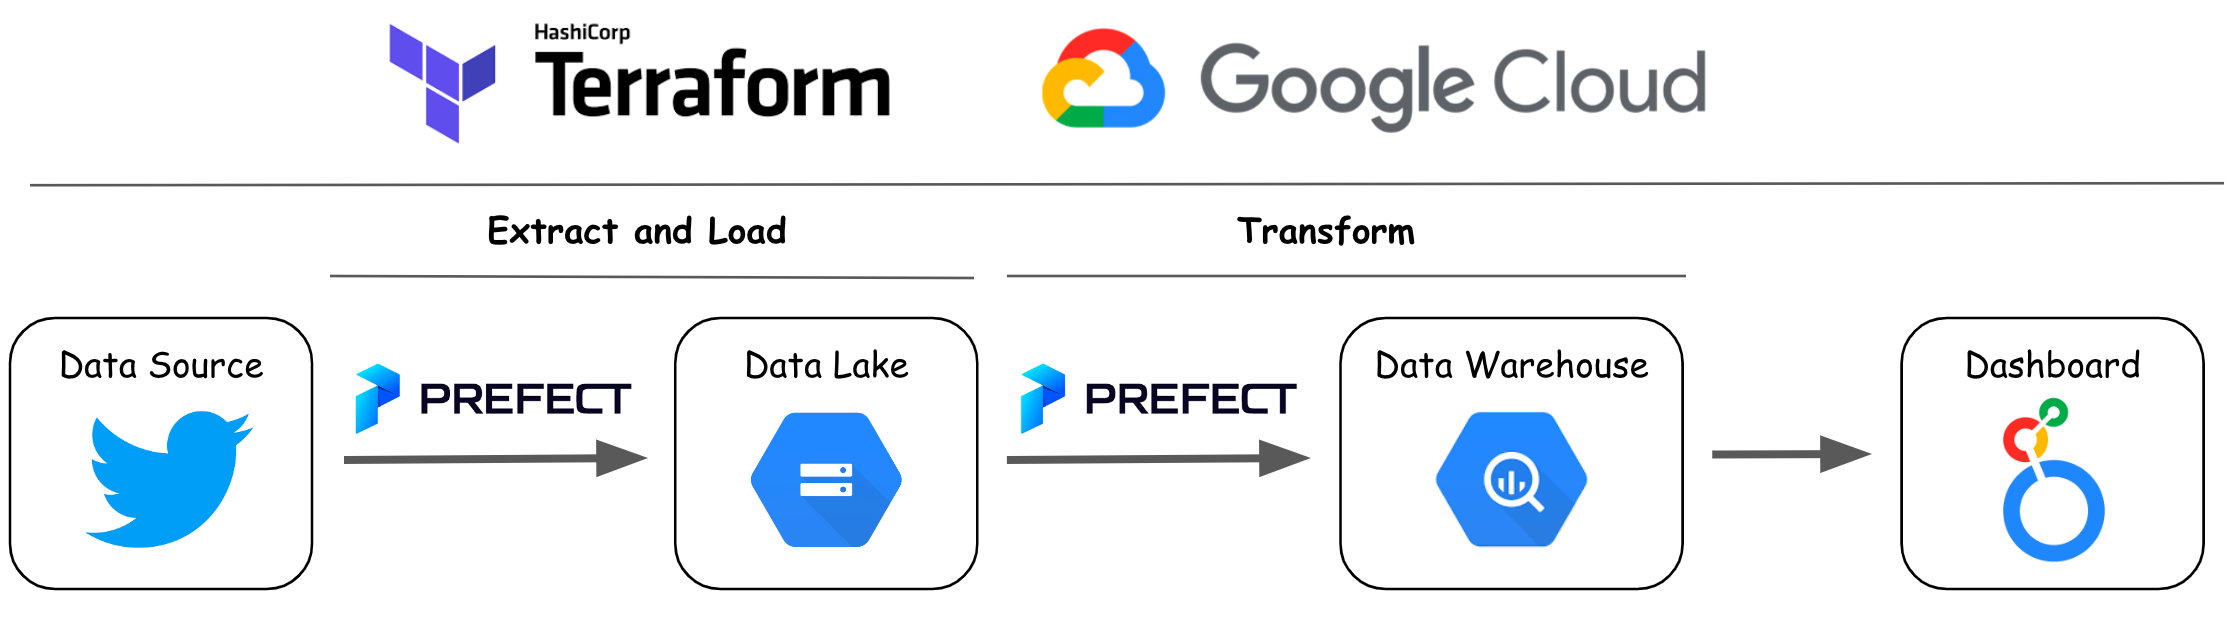 HashiCorp
Terraform
Google Cloud
Extract and Load
Transform
Data Source
PREFECT
Data Lake
PREFECT
Data Warehouse
Dashboard